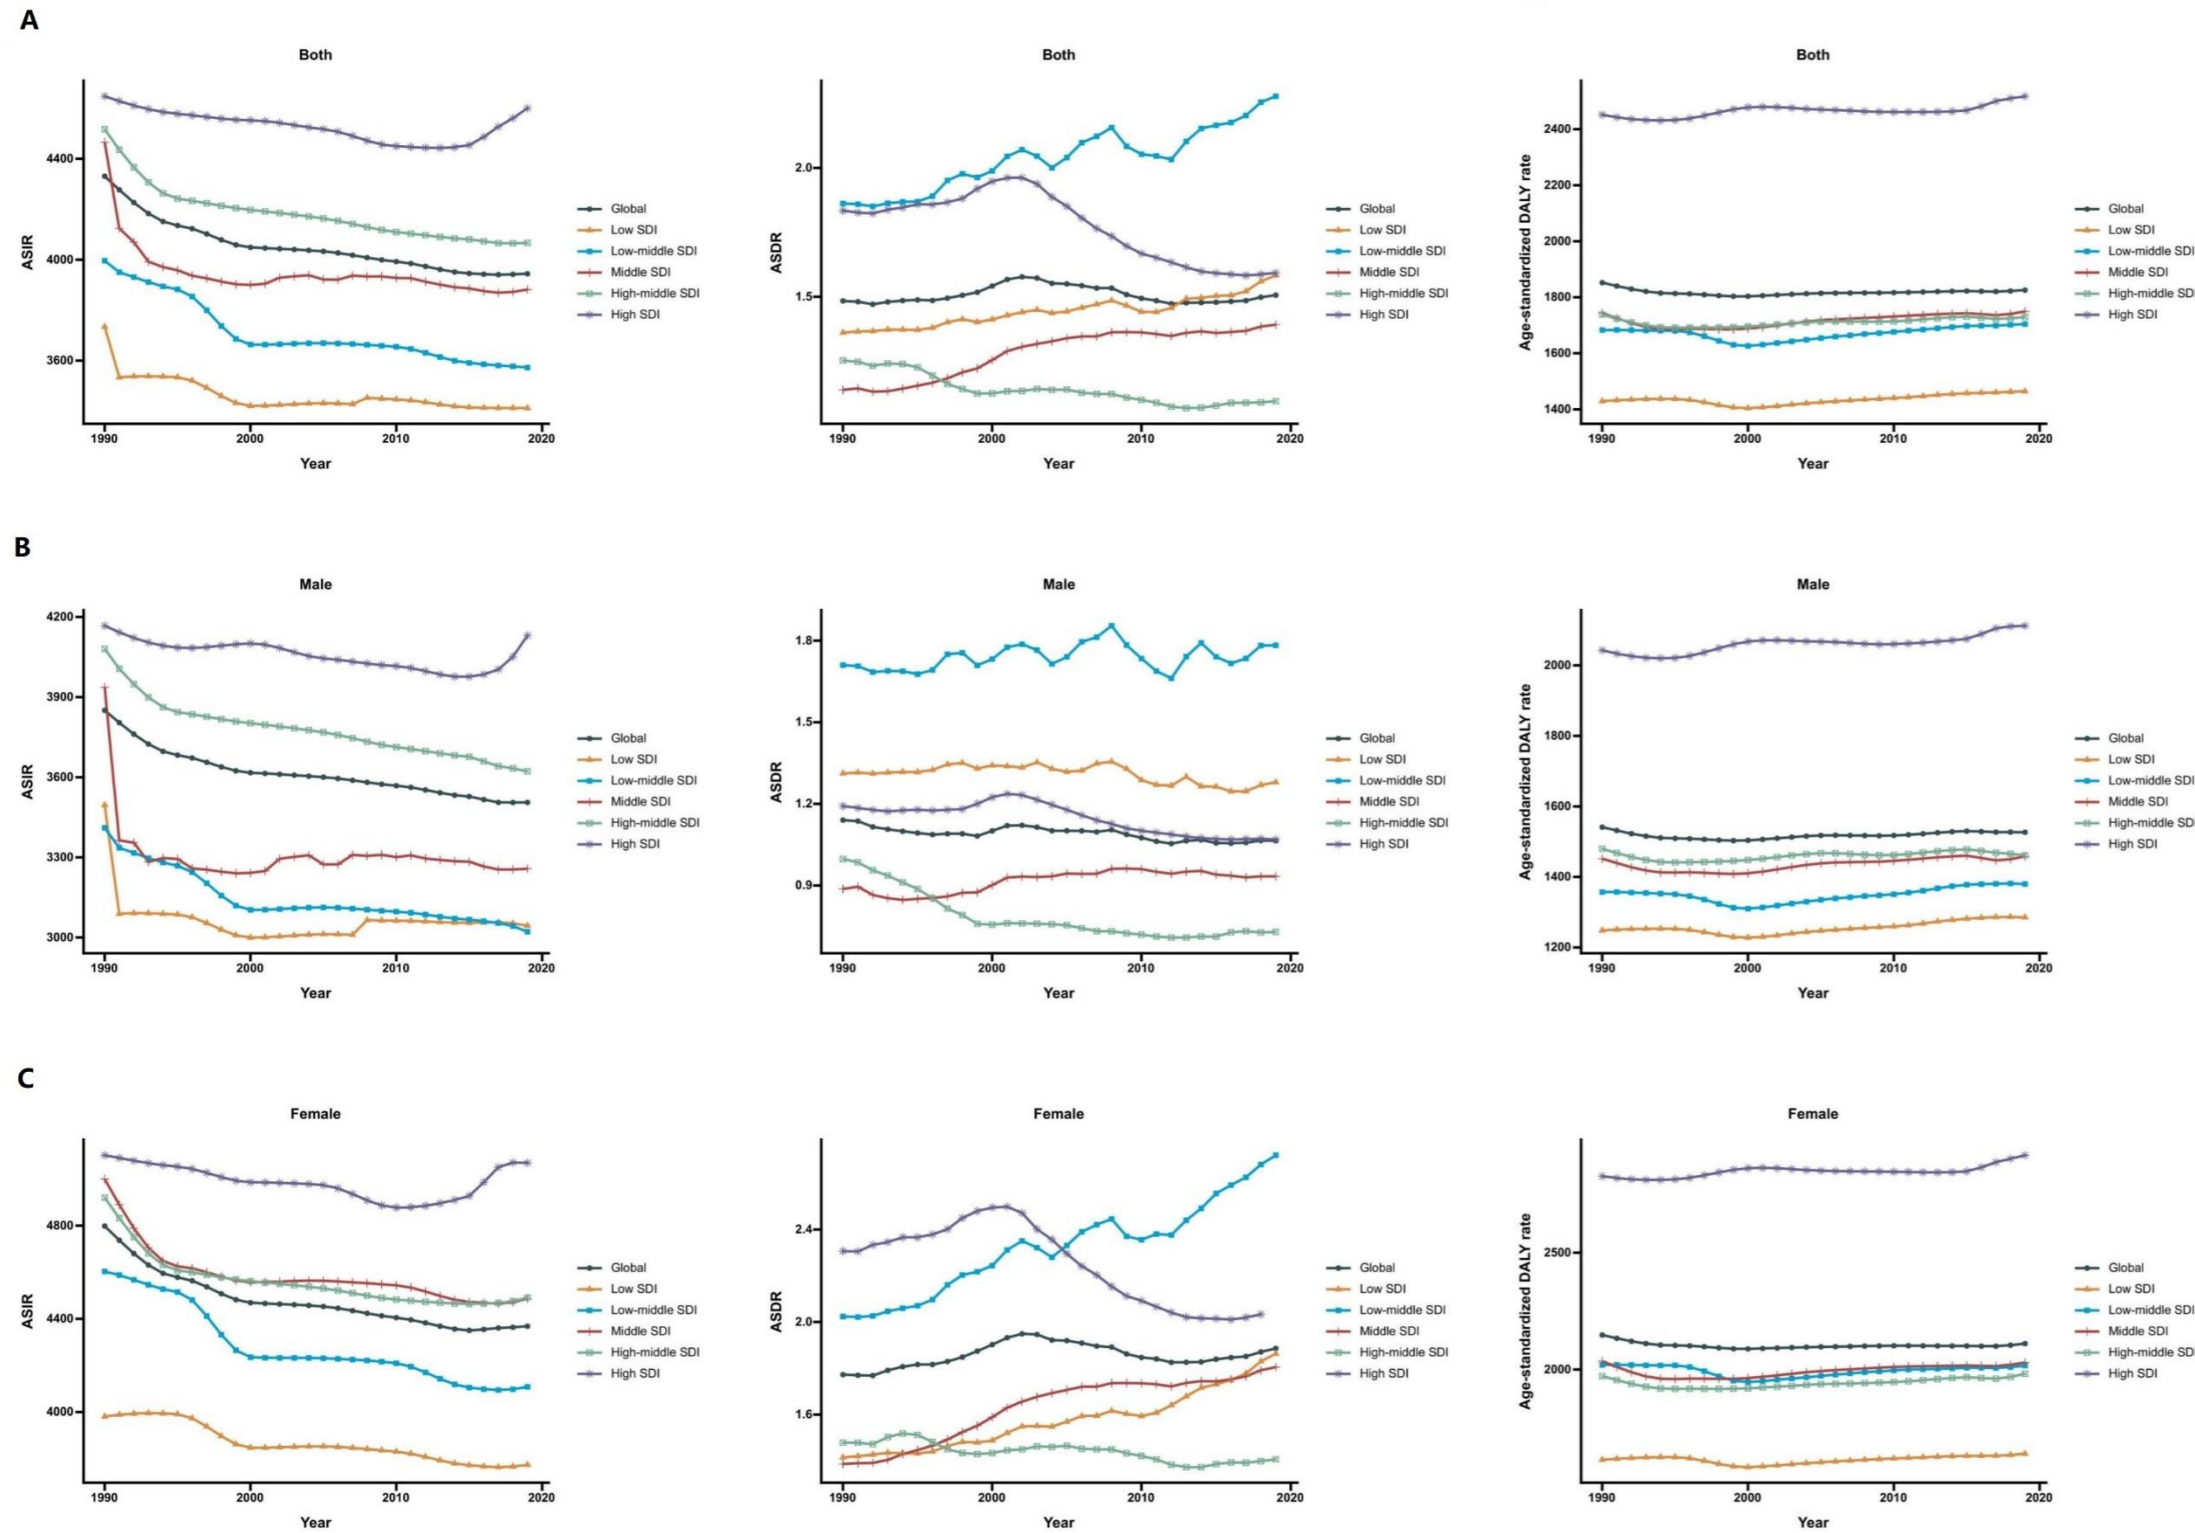 A
Both
ASIR
4400
4000
3600
1990 2000 2010 2020
Year
Global
Low SDI
Low-middle SDI
Middle SDI
High-middle SDI
High SDI
Both
ASDR
2.0
1.5
1990 2000 2010 2020
Year
Global
Low SDI
Low-middle SDI
Middle SDI
High-middle SDI
High SDI
Both
Age-standardized DALY rate
2400
2200
2000
1800
1600
1400
1990 2000 2010 2020
Year
Global
Low SDI
Low-middle SDI
Middle SDI
High-middle SDI
High SDI
B
Male
ASIR
4200
3900
3600
3300
3000
1990 2000 2010 2020
Year
Global
Low SDI
Low-middle SDI
Middle SDI
High-middle SDI
High SDI
Male
ASDR
1.8
1.5
1.2
0.9
1990 2000 2010 2020
Year
Global
Low SDI
Low-middle SDI
Middle SDI
High-middle SDI
High SDI
Male
Age-standardized DALY rate
2000
1800
1600
1400
1200
1990 2000 2010 2020
Year
Global
Low SDI
Low-middle SDI
Middle SDI
High-middle SDI
High SDI
C
Female
ASIR
4800
4400
4000
1990 2000 2010 2020
Year
Global
Low SDI
Low-middle SDI
Middle SDI
High-middle SDI
High SDI
Female
ASDR
2.4
2.0
1.6
1990 2000 2010 2020
Year
Global
Low SDI
Low-middle SDI
Middle SDI
High-middle SDI
High SDI
Female
Age-standardized DALY rate
2500
2000
1990 2000 2010 2020
Year
Global
Low SDI
Low-middle SDI
Middle SDI
High-middle SDI
High SDI